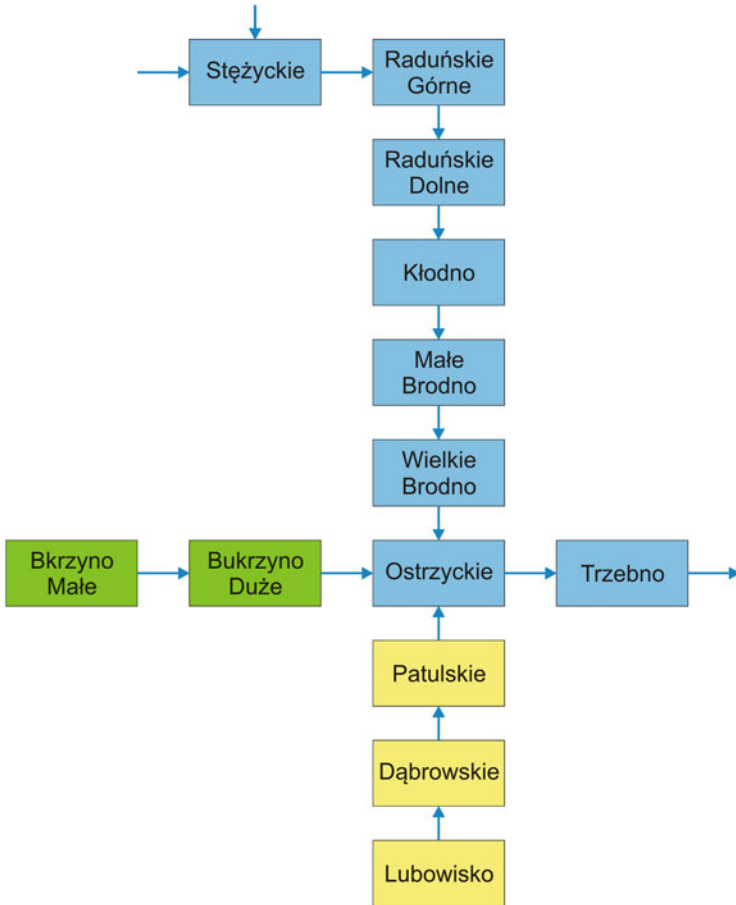 Stężyckie
Raduńskie
Górne
Raduńskie
Dolne
Kłodno
Małe
Brodno
Wielkie
Brodno
Bkrzyno
Małe
Bukrzyno
Duże
Ostrzyckie
Trzebno
Patulskie
Dąbrowskie
Lubowisko